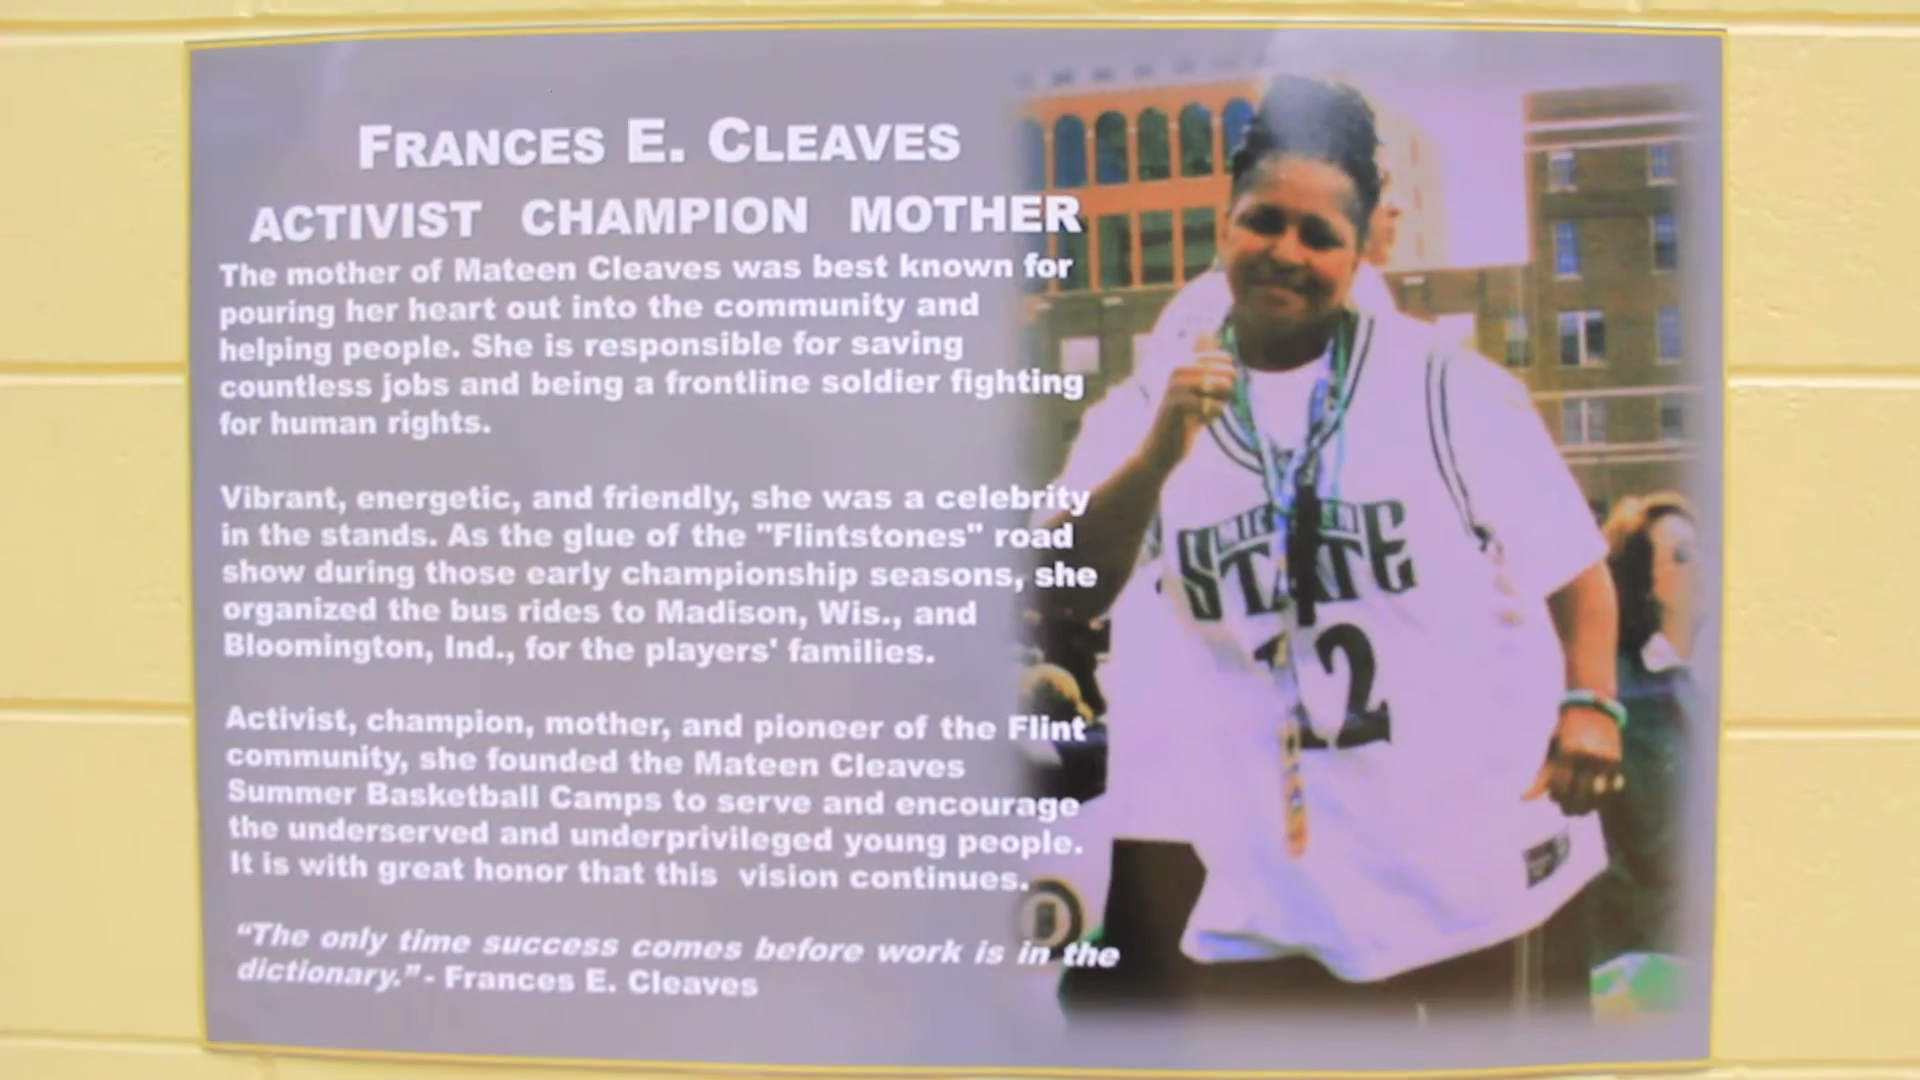 FRANCES E. CLEAVES
ACTIVIST CHAMPION MOTHER
The mother of Mateen Cleaves was best known for
pouring her heart out into the community and
helping people. She is responsible for saving
countless jobs and being a frontline soldier fighting
for human rights.
Vibrant, energetic, and friendly, she was a celebrity
in the stands. As the glue of the "Flintstones" road
show during those early championship seasons, she
organized the bus rides to Madison, Wis., and
Bloomington, Ind., for the players' families.
Activist, champion, mother, and pioneer of the Flint
community, she founded the Mateen Cleaves
Summer Basketball Camps to serve and encourage
the underserved and underprivileged young people.
It is with great honor that this vision continues.
“The only time success comes before work is in the
dictionary.” - Frances E. Cleaves
STATE
12